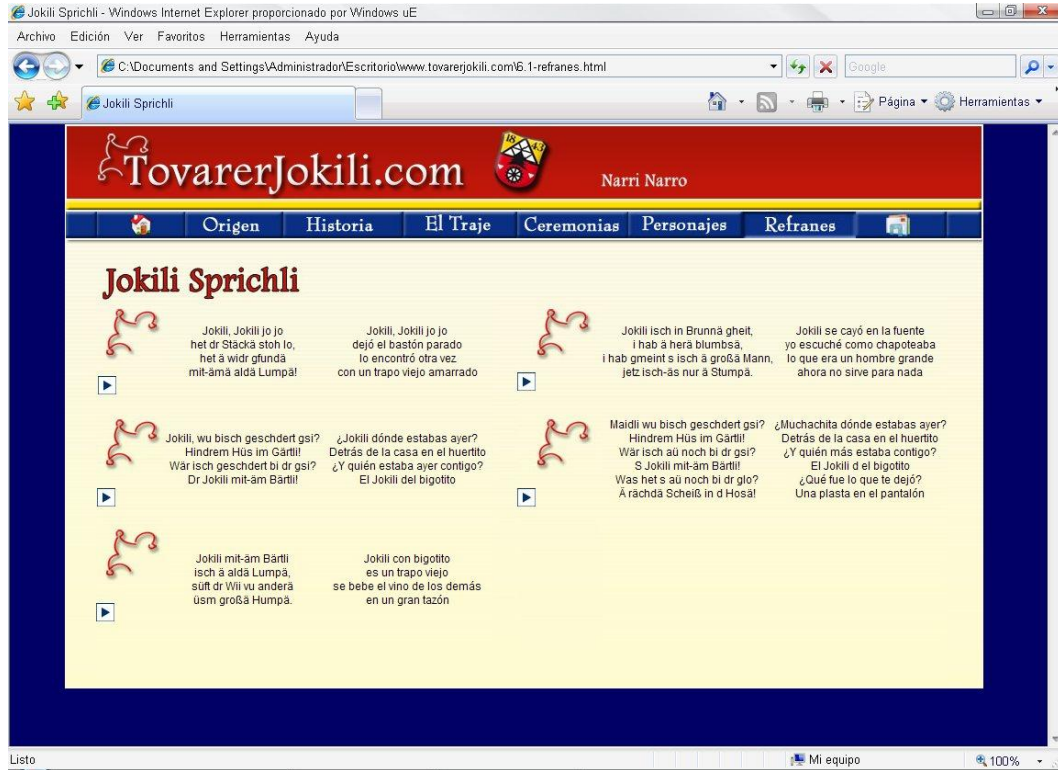 Jokili Sprichli - Windows Internet Explorer proporcionado por Windows uE
Archivo Edición Ver Favoritos Herramientas Ayuda
C:\Documents and Settings\Administrador\Escritorio\www.tovarerjokili.com\6.1-refranes.html
Google
Jokili Sprichli
Página
Herramientas
TovarerJokili.com
18 43
Narri Narro
Origen Historia El Traje Ceremonias Personajes Refranes
Jokili Sprichli
Jokili, Jokili jo jo
het dr Stäckä stoh lo,
het ä widr gfundä
mit-ämä aldä Lumpä!
Jokili, Jokili jo jo
dejó el bastón parado
lo encontró otra vez
con un trapo viejo amarrado
Jokili isch in Brunnä gheit,
i hab ä herä blumbsä,
i hab gmeint s isch ä großä Mann,
jetz isch-äs nur ä Stumpä.
Jokili se cayó en la fuente
yo escuché como chapoteaba
lo que era un hombre grande
ahora no sirve para nada
Jokili, wu bisch geschdert gsi?
Hindrem Hüs im Gärtli!
Wär isch geschdert bi dr gsi?
Dr Jokili mit-äm Bärtli!
¿Jokili dónde estabas ayer?
Detrás de la casa en el huertito
¿Y quién estaba ayer contigo?
El Jokili del bigotito
Maidli wu bisch geschdert gsi?
Hindrem Hüs im Gärtli!
Wär isch aü noch bi dr gsi?
S Jokili mit-äm Bärtli!
Was het s aü noch bi dr glo?
Ä rächdä Scheiß in d Hosä!
¿Muchachita dónde estabas ayer?
Detrás de la casa en el huertito
¿Y quién más estaba contigo?
El Jokili d el bigotito
¿Qué fue lo que te dejó?
Una plasta en el pantalón
Jokili mit-äm Bärtli
isch ä aldä Lumpä,
süft dr Wii vu anderä
üsm großä Humpä.
Jokili con bigotito
es un trapo viejo
se bebe el vino de los demás
en un gran tazón
Listo
Mi equipo
100%